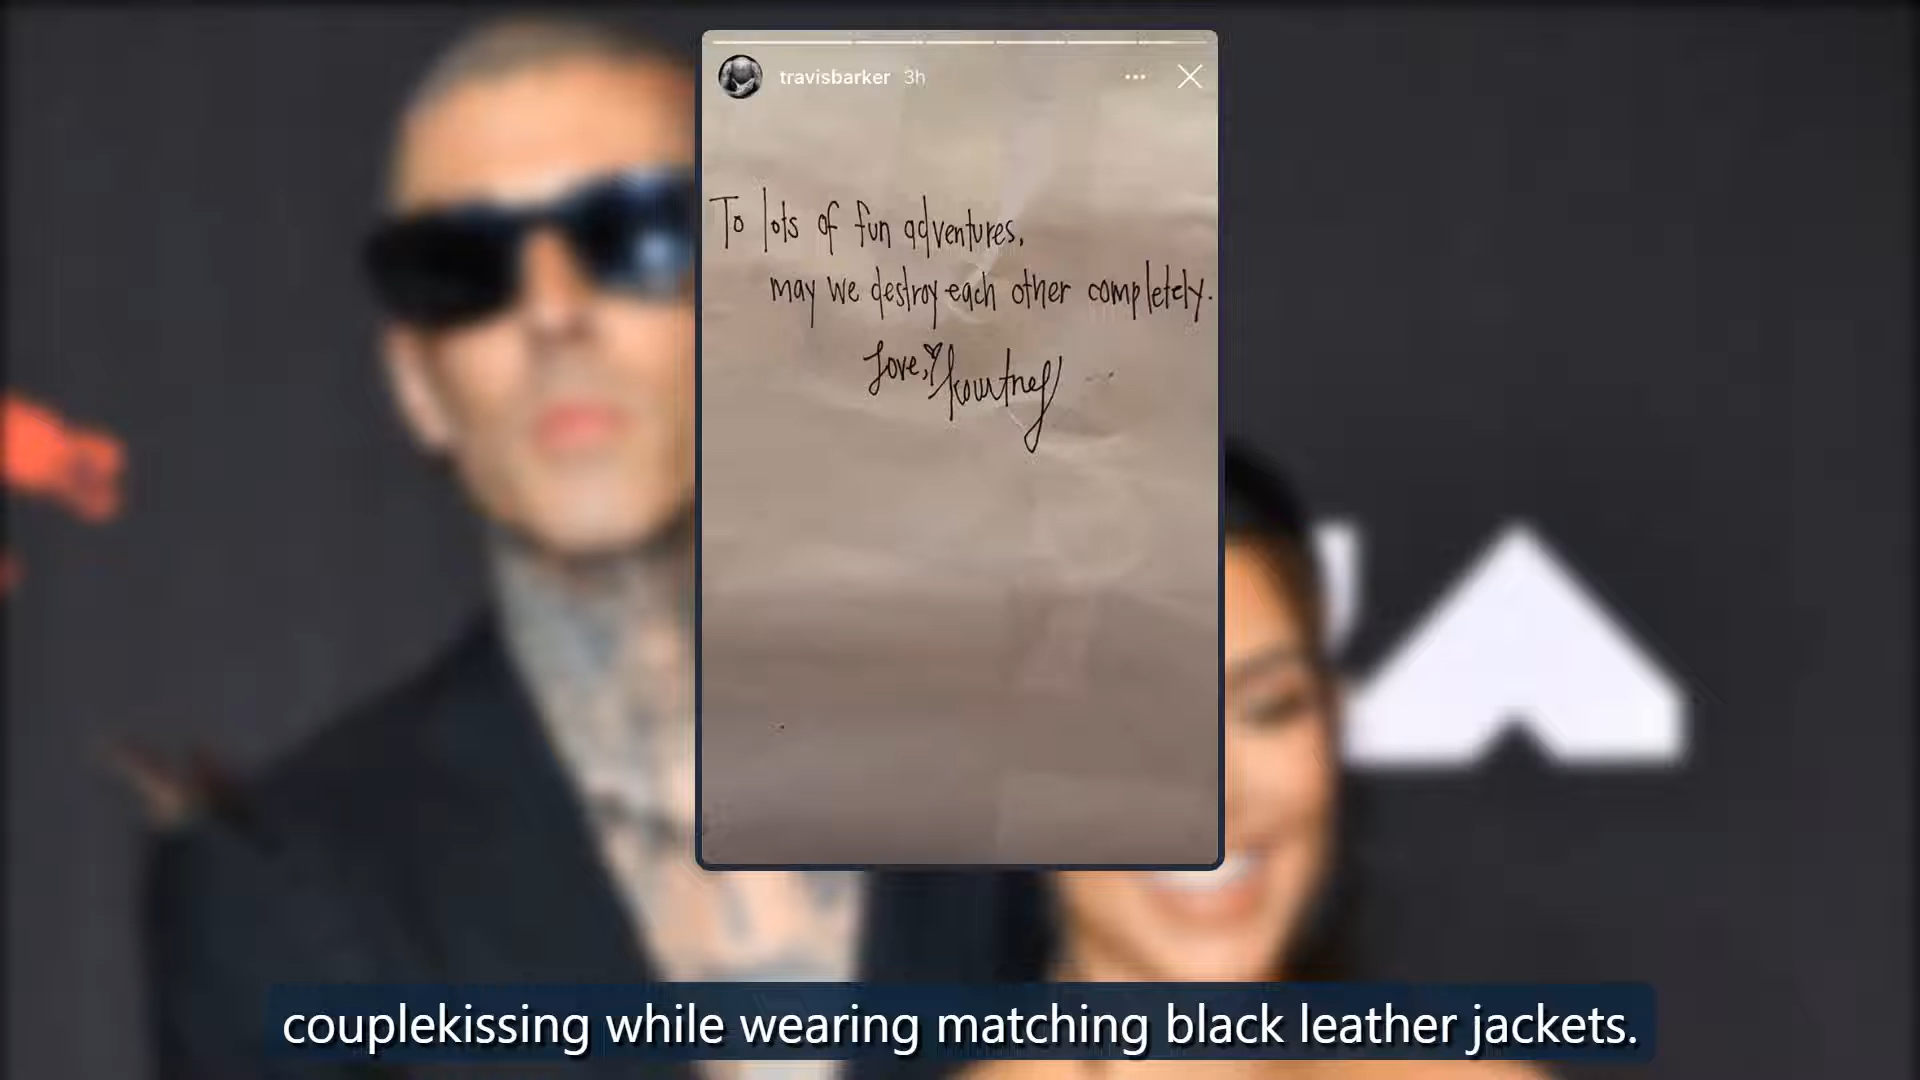 travisbarker 3h
To lots of fun adventures,
may we destroy each other completely.
Love, kourtney
couplekissing while wearing matching black leather jackets.